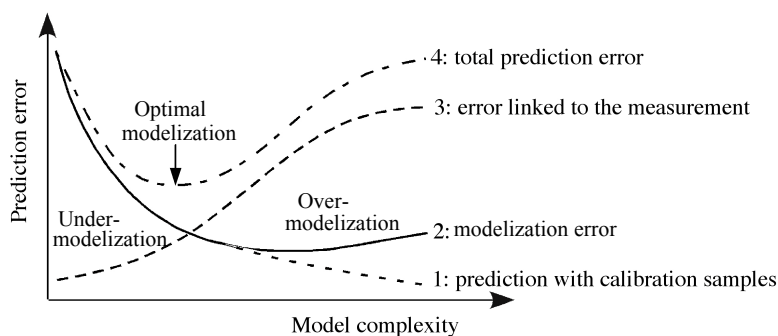 4: total prediction error
Optimal
modelization
3: error linked to the measurement
Prediction error
Over-
modelization
Under-
modelization
2: modelization error
1: prediction with calibration samples
Model complexity